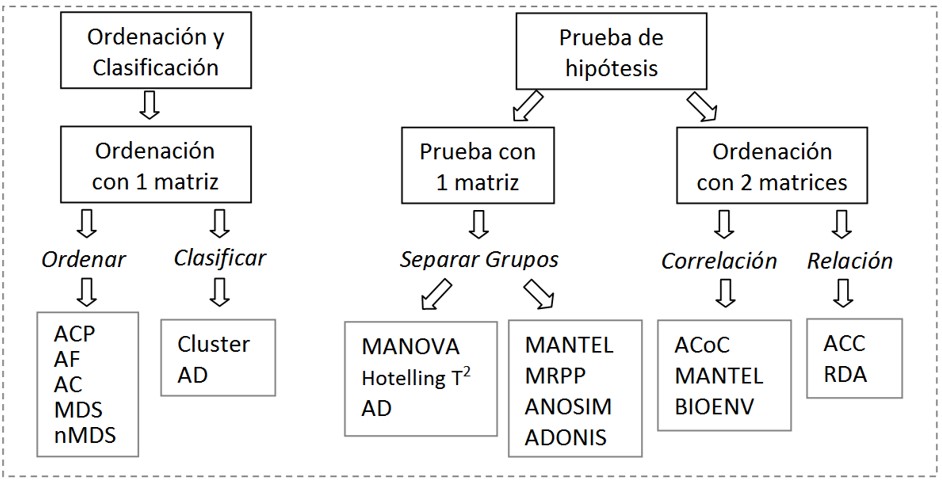 Ordenación y
Clasificación
Prueba de
hipótesis
Ordenación
con 1 matriz
Prueba con
1 matriz
Ordenación
con 2 matrices
Ordenar
Clasificar
Separar Grupos
Correlación
Relación
ACP
AF
AC
MDS
nMDS
Cluster
AD
MANOVA
Hotelling T²
AD
MANTEL
MRPP
ANOSIM
ADONIS
ACoC
MANTEL
BIOENV
ACC
RDA